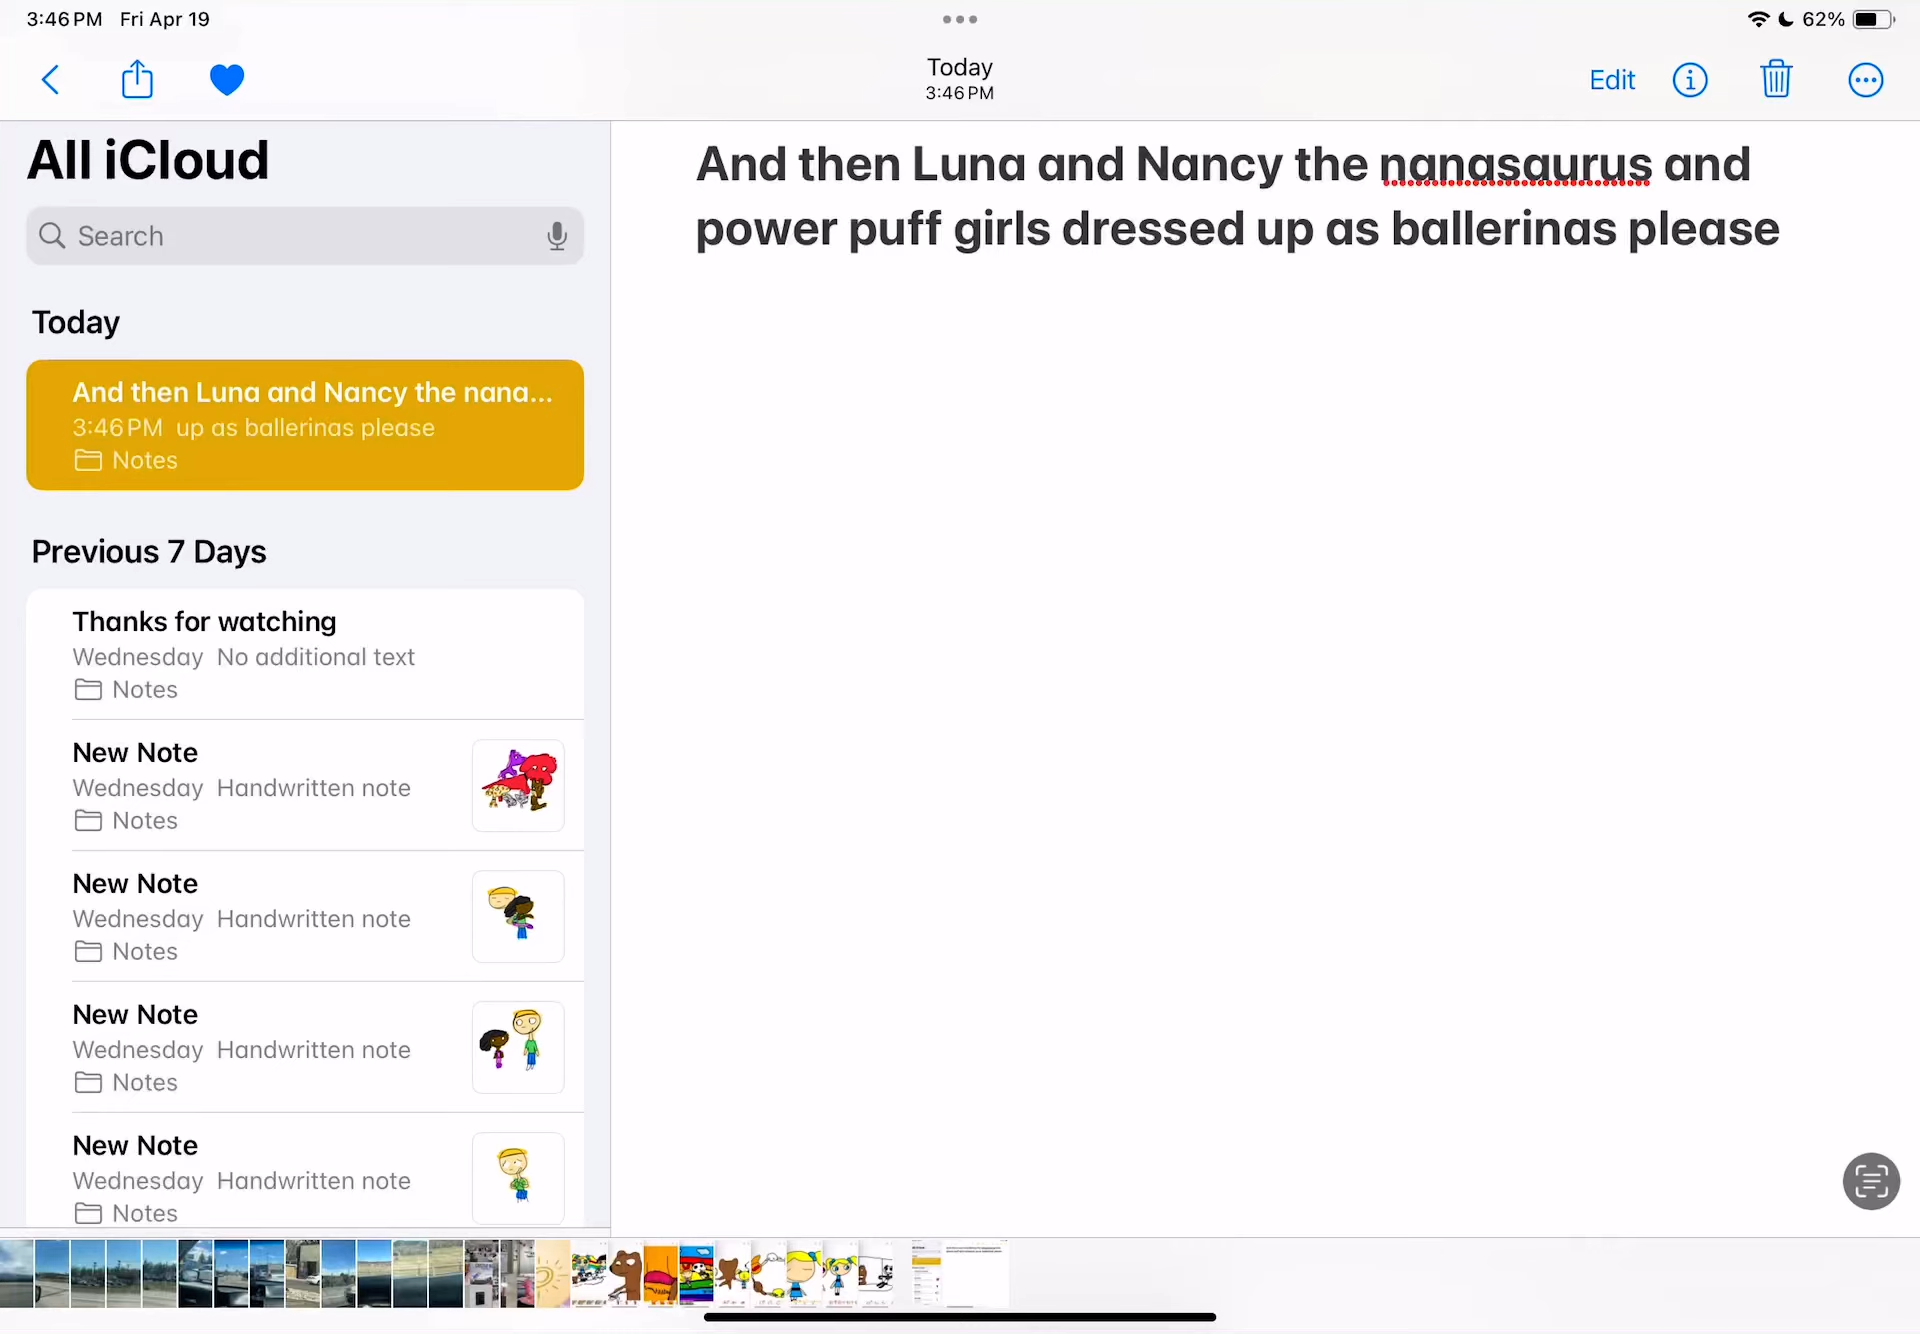 3:46 PM Fri Apr 19
62%
Today
3:46 PM
Edit
All iCloud
Search
Today
And then Luna and Nancy the nana...
3:46 PM up as ballerinas please
Notes
Previous 7 Days
Thanks for watching
Wednesday No additional text
Notes
New Note
Wednesday Handwritten note
Notes
New Note
Wednesday Handwritten note
Notes
New Note
Wednesday Handwritten note
Notes
New Note
Wednesday Handwritten note
Notes
And then Luna and Nancy the nanasaurus and
power puff girls dressed up as ballerinas please